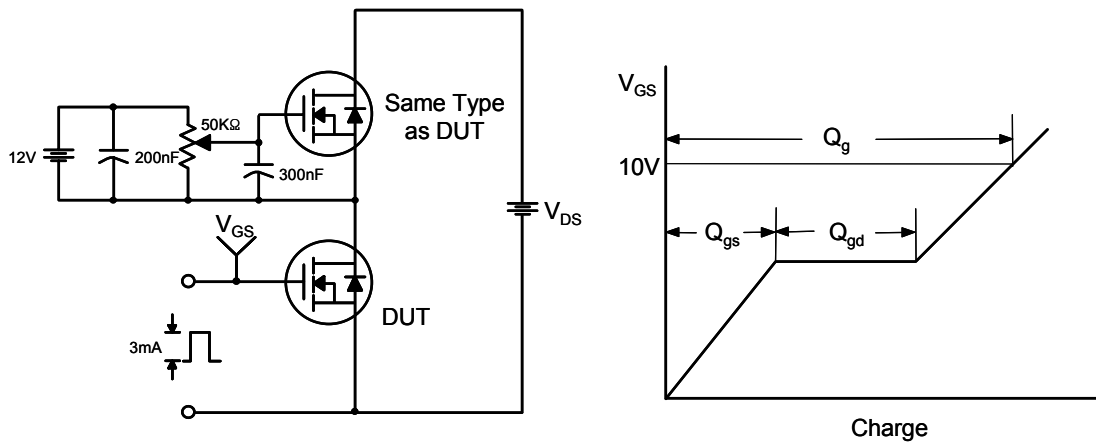 Same Type
as DUT
50KΩ
12V
200nF
300nF
V_GS
V_DS
DUT
3mA
V_GS
Q_g
10V
Q_gs
Q_gd
Charge